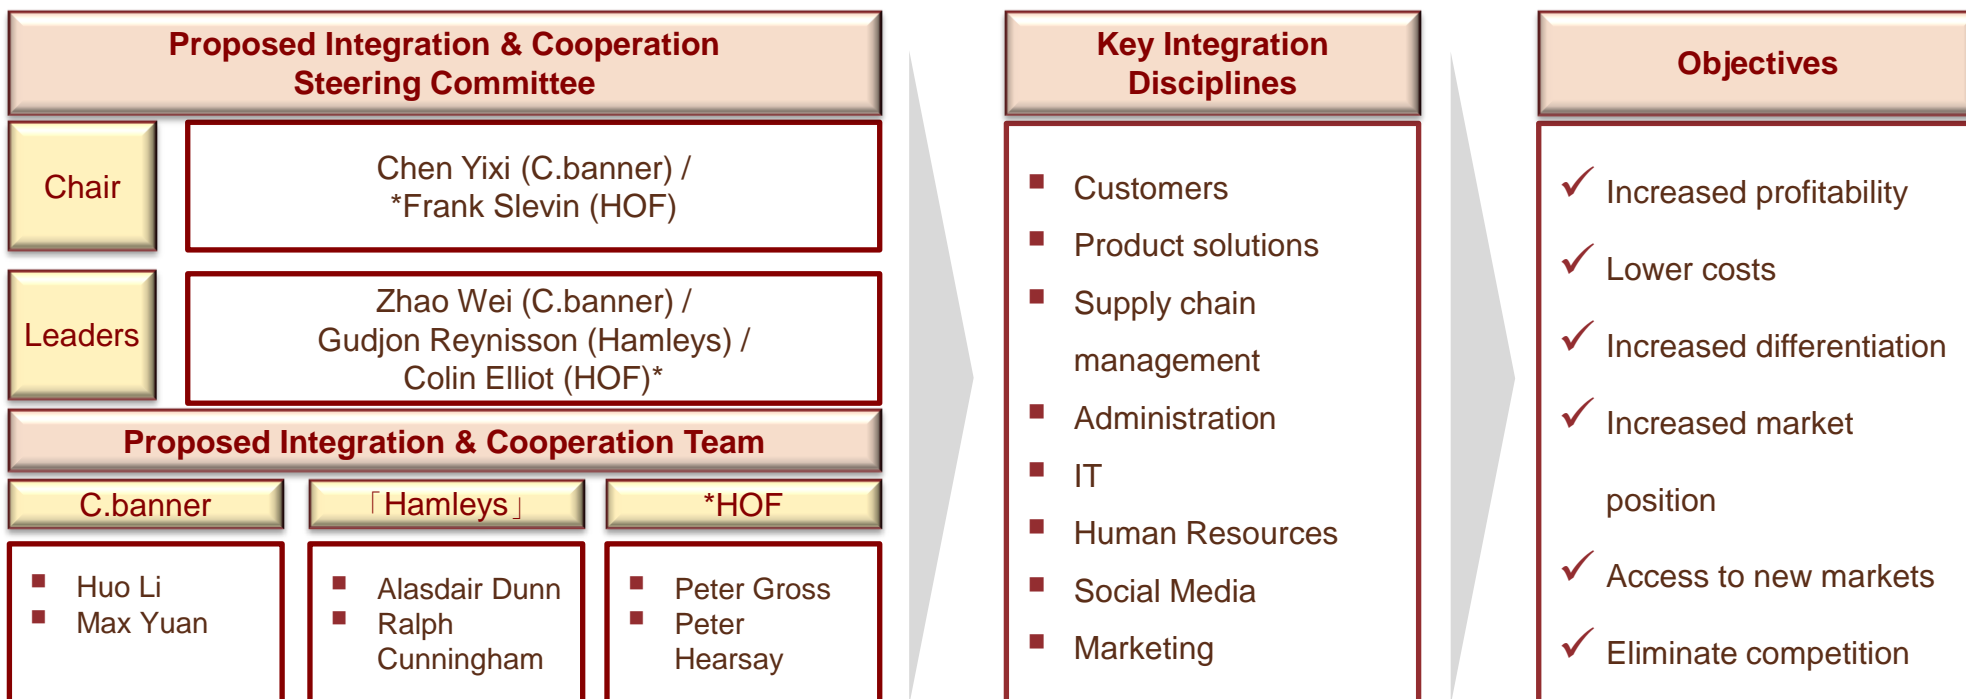 Proposed Integration & Cooperation
Steering Committee
Chair
Chen Yixi (C.banner) /
*Frank Slevin (HOF)
Leaders
Zhao Wei (C.banner) /
Gudjon Reynisson (Hamleys) /
Colin Elliot (HOF)*
Proposed Integration & Cooperation Team
C.banner
■ Huo Li
■ Max Yuan
「Hamleys」
■ Alasdair Dunn
■ Ralph
Cunningham
*HOF
■ Peter Gross
■ Peter
Hearsay
Key Integration
Disciplines
■ Customers
■ Product solutions
■ Supply chain
management
■ Administration
■ IT
■ Human Resources
■ Social Media
■ Marketing
Objectives
✓ Increased profitability
✓ Lower costs
✓ Increased differentiation
✓ Increased market
position
✓ Access to new markets
✓ Eliminate competition